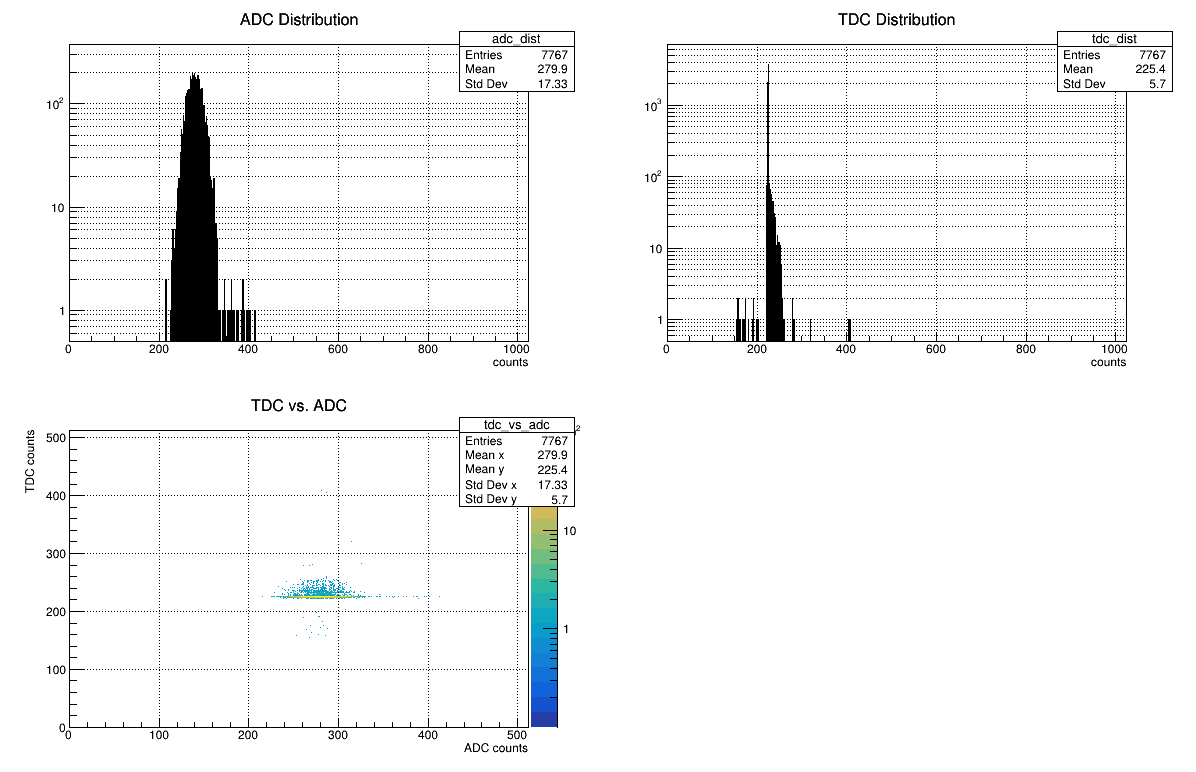 ADC Distribution
adc_dist
Entries 7767
Mean 279.9
Std Dev 17.33
10²
10
1
0 200 400 600 800 1000
counts
TDC Distribution
tdc_dist
Entries 7767
Mean 225.4
Std Dev 5.7
10³
10²
10
1
0 200 400 600 800 1000
counts
TDC vs. ADC
tdc_vs_adc
Entries 7767
Mean x 279.9
Mean y 225.4
Std Dev x 17.33
Std Dev y 5.7
TDC counts
500
400
300
200
100
0
0 100 200 300 400 500
ADC counts
2
10
1